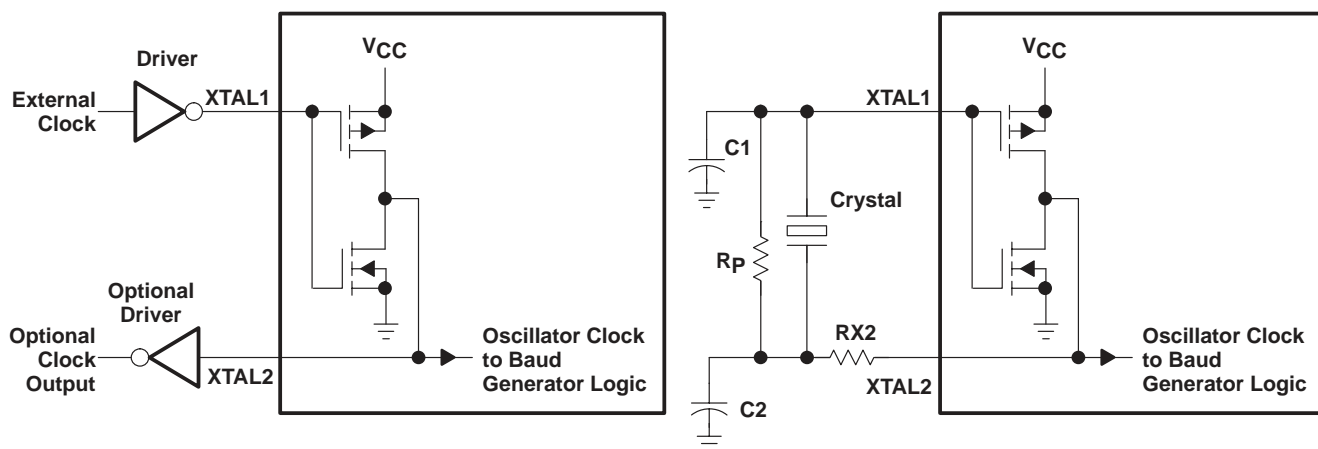 VCC
Driver
External
Clock
XTAL1
Optional
Driver
Optional
Clock
Output
XTAL2
Oscillator Clock
to Baud
Generator Logic
VCC
XTAL1
C1
Crystal
RP
RX2
XTAL2
C2
Oscillator Clock
to Baud
Generator Logic